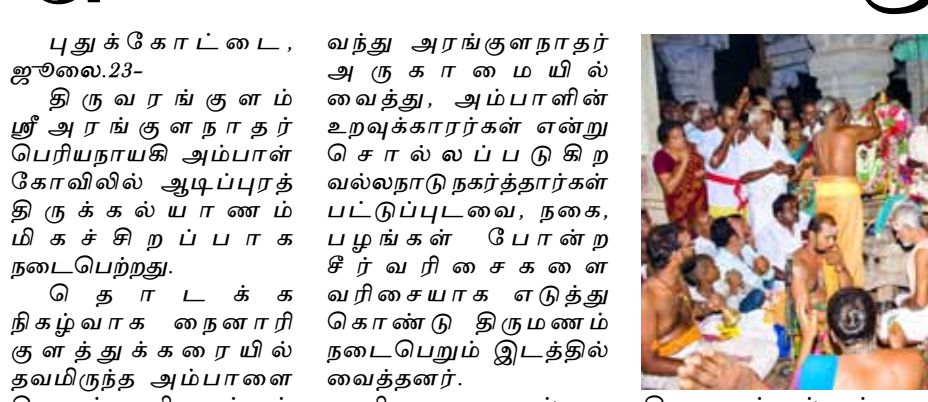 புதுக்கோட்டை,
ஜூலை.23-
திருவரங்குளம்
ஸ்ரீ அரங்குளநாதர்
பெரியநாயகி அம்பாள்
கோவிலில் ஆடிப்புரத்
திருக்கல்யாணம்
மிகச்சிறப்பாக
நடைபெற்றது.
தொடக்க
நிகழ்வாக நைனாரி
குளத்துக்கரையில்
தவமிருந்த அம்பாளை
வந்து அரங்குளநாதர்
அருகாமையில்
வைத்து, அம்பாளின்
உறவுக்காரர்கள் என்று
சொல்லப்படுகிற
வல்லநாடு நகர்த்தார்கள்
பட்டுப்புடவை, நகை,
பழங்கள் போன்ற
சீர்வரிசைகளை
வரிசையாக எடுத்து
கொண்டு திருமணம்
நடைபெறும் இடத்தில்
வைத்தனர்.